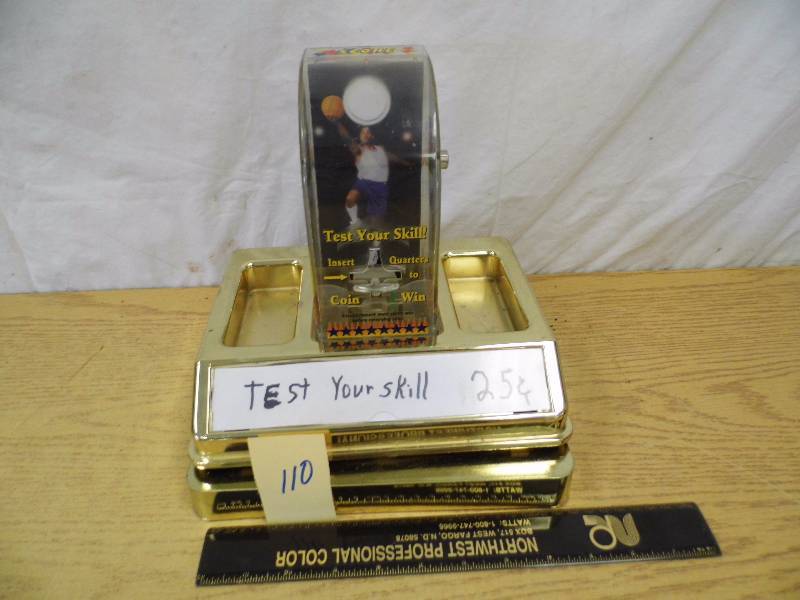 Test Your Skill!
Insert Quarters
Coin to Win
TEST Your skill 25¢
110
NORTHWEST PROFESSIONAL COLOR
BOX 517, WEST FARGO, N.D. 58078
WATTS: 1-800-747-9966